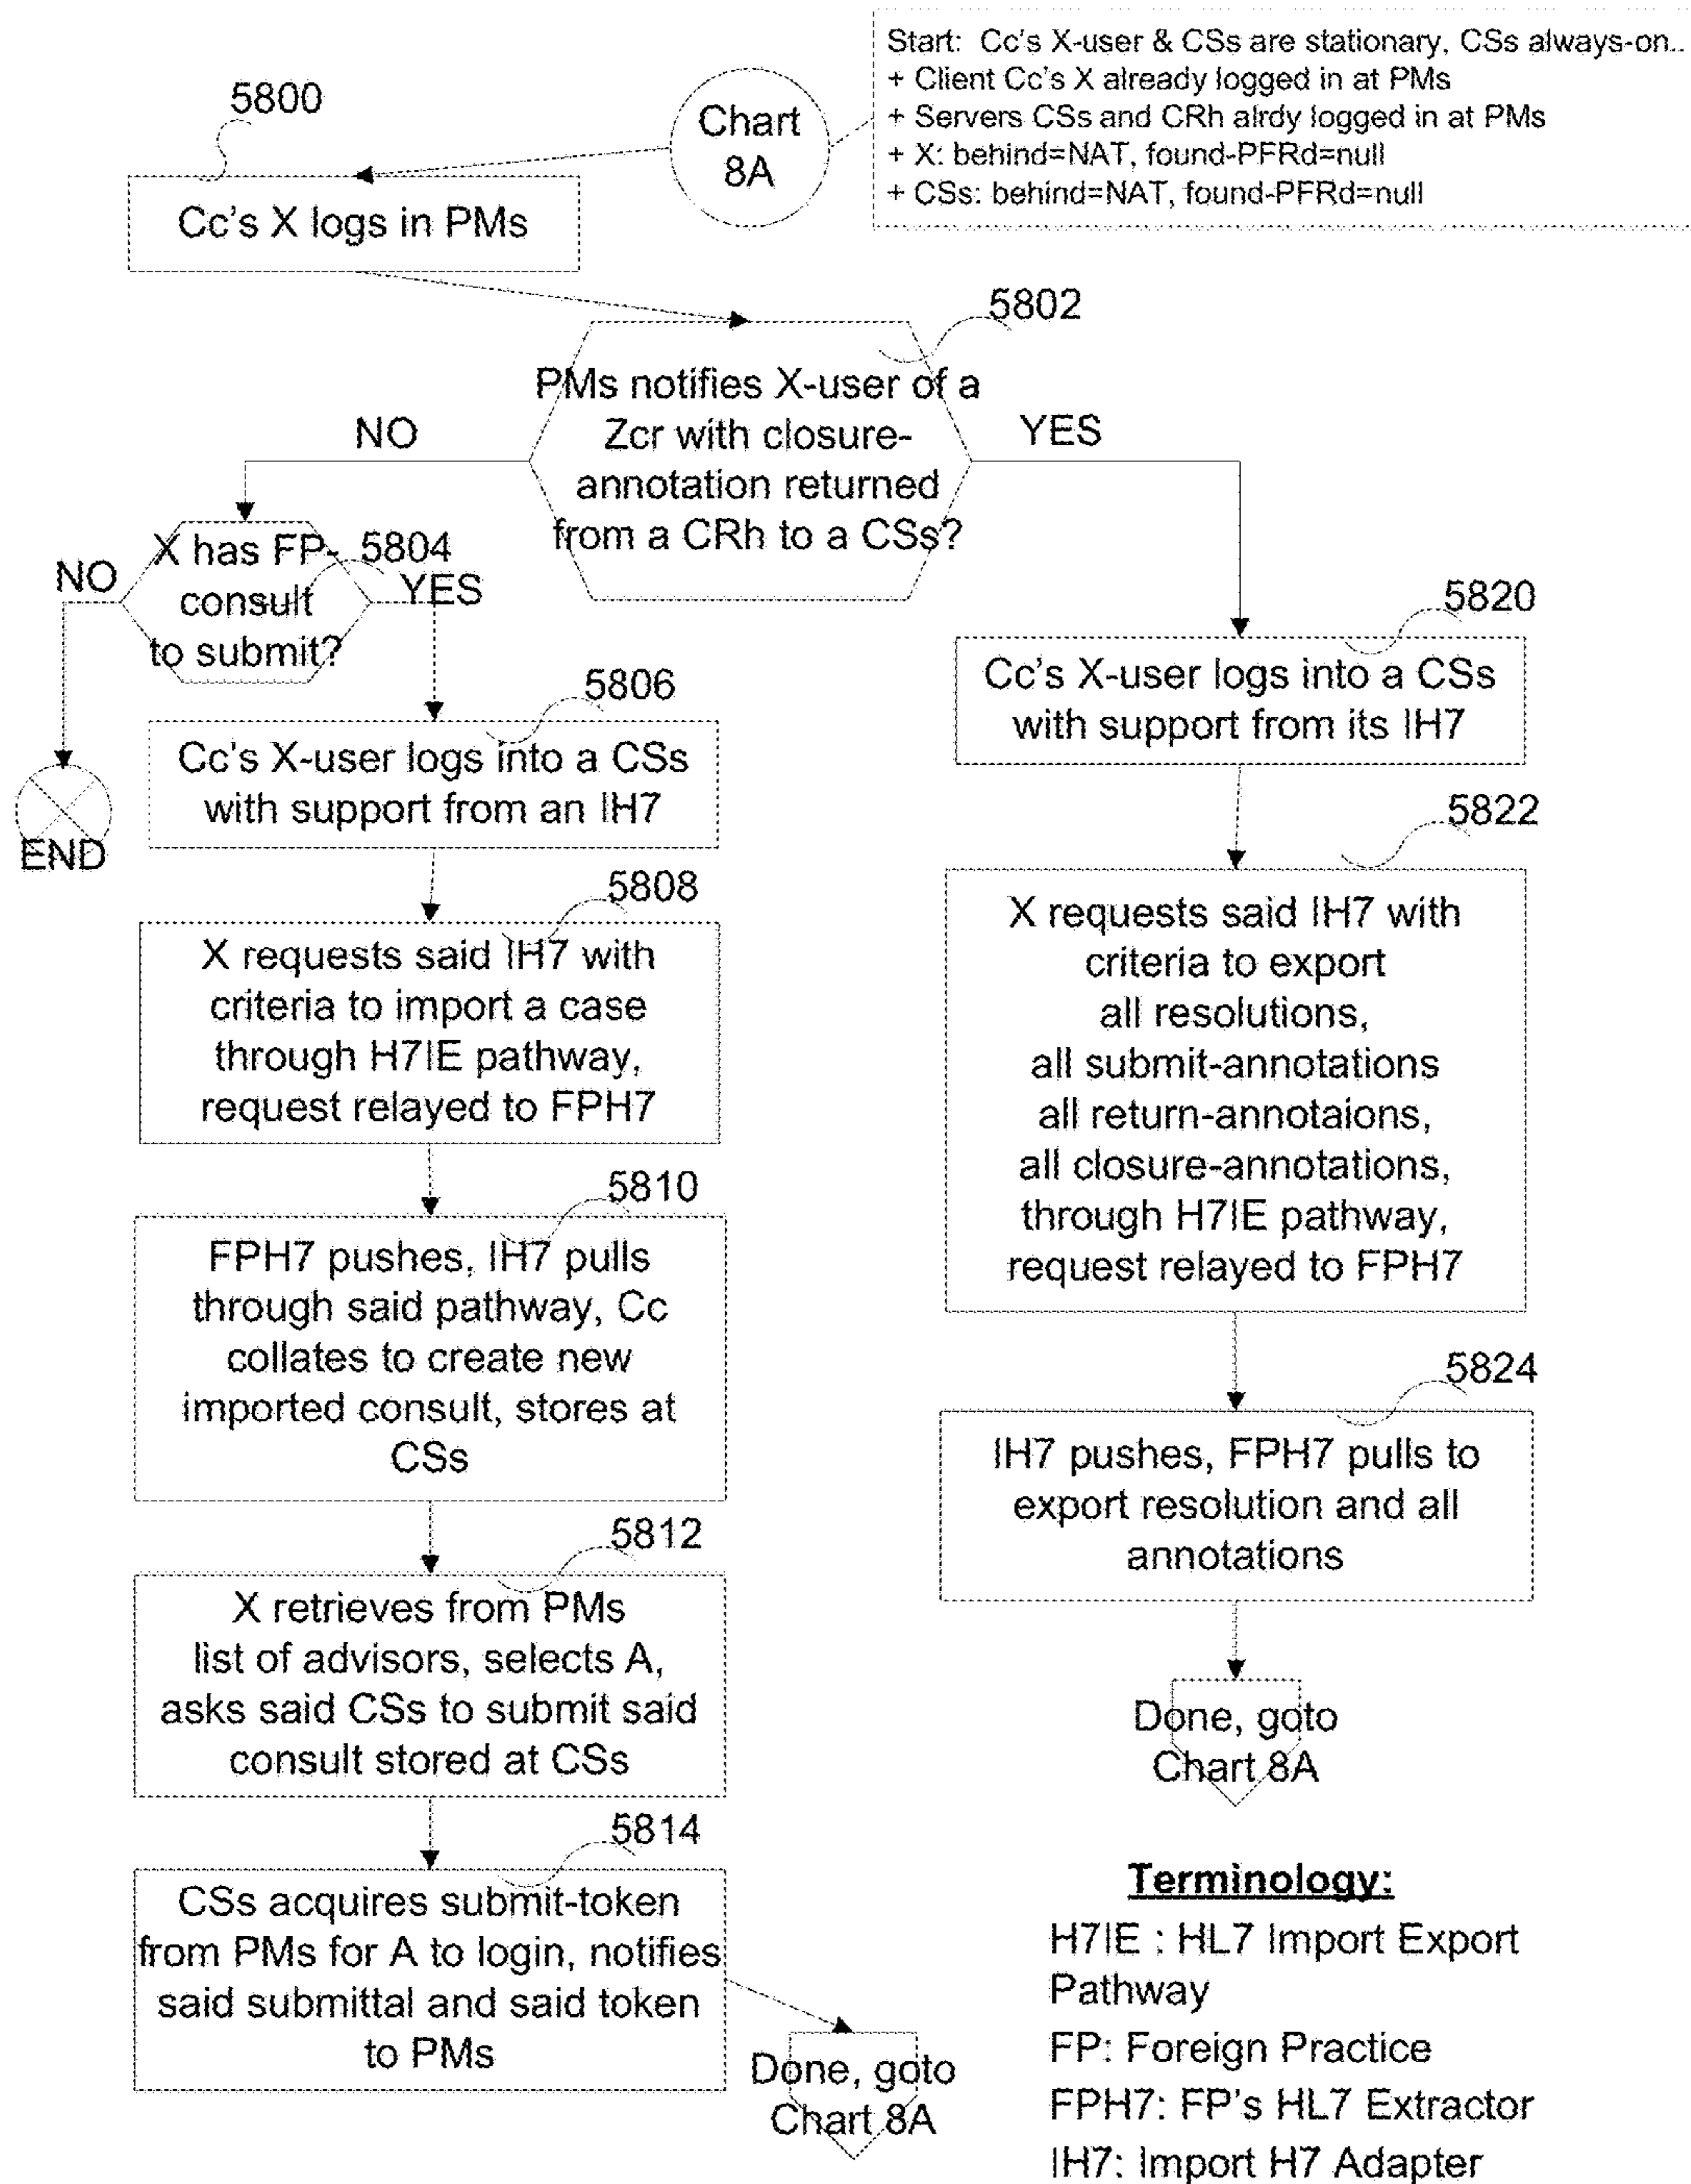 Start: Cc's X-user & CSs are stationary, CSs always-on..
+ Client Cc's X already logged in at PMs
+ Servers CSs and CRh alrdy logged in at PMs
+ X: behind=NAT, found-PFRd=null
+ CSs: behind=NAT, found-PFRd=null
Chart
8A
5800
Cc's X logs in PMs
5802
PMs notifies X-user of a
Zcr with closure-
annotation returned
from a CRh to a CSs?
NO
YES
X has FP-
consult
to submit?
5804
NO
YES
END
5806
Cc's X-user logs into a CSs
with support from an IH7
5808
X requests said IH7 with
criteria to import a case
through H7IE pathway,
request relayed to FPH7
5810
FPH7 pushes, IH7 pulls
through said pathway, Cc
collates to create new
imported consult, stores at
CSs
5812
X retrieves from PMs
list of advisors, selects A,
asks said CSs to submit said
consult stored at CSs
5814
CSs acquires submit-token
from PMs for A to login, notifies
said submittal and said token
to PMs
Done, goto
Chart 8A
5820
Cc's X-user logs into a CSs
with support from its IH7
5822
X requests said IH7 with
criteria to export
all resolutions,
all submit-annotations
all return-annotaions,
all closure-annotations,
through H7IE pathway,
request relayed to FPH7
5824
IH7 pushes, FPH7 pulls to
export resolution and all
annotations
Done, goto
Chart 8A
Terminology:
H7IE : HL7 Import Export
Pathway
FP: Foreign Practice
FPH7: FP's HL7 Extractor
IH7: Import H7 Adapter